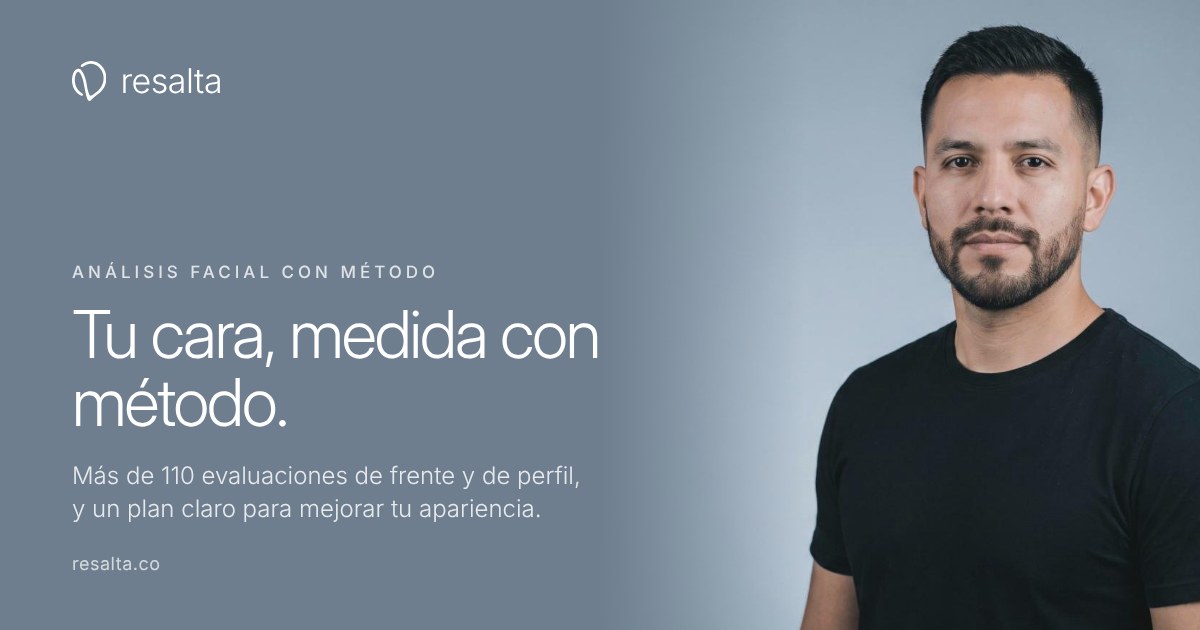 resalta
ANÁLISIS FACIAL CON MÉTODO
Tu cara, medida con
método.
Más de 110 evaluaciones de frente y de perfil,
y un plan claro para mejorar tu apariencia.
resalta.co